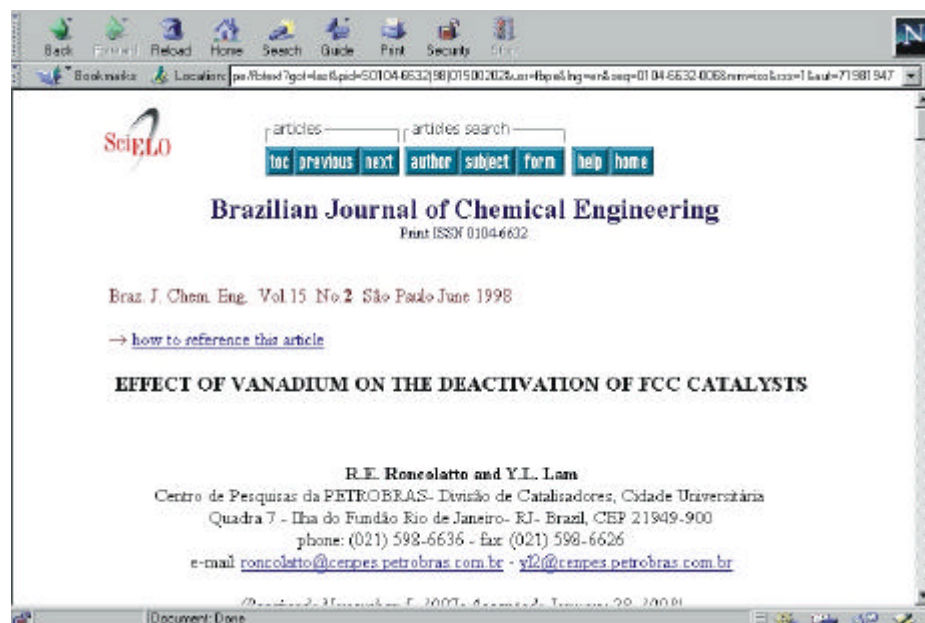 Back Forward Reload Home Search Guide Print Security Stop
Bookmarks Location:
SciELO
articles articles search
toc previous next author subject form help home
Brazilian Journal of Chemical Engineering
Print ISSN 0104-6632
Braz. J. Chem. Eng. Vol.15 No.2 São Paulo June 1998
→ how to reference this article
EFFECT OF VANADIUM ON THE DEACTIVATION OF FCC CATALYSTS
R.E. Roncolatto and Y.L. Lam
Centro de Pesquisas da PETROBRAS- Divisão de Catalisadores, Cidade Universitária
Quadra 7 - Ilha do Fundão Rio de Janeiro- RJ- Brazil, CEP 21949-900
phone: (021) 598-6636 - fax: (021) 598-6626
e-mail roncolatto@cenpes.petrobras.com.br - yl2@cenpes.petrobras.com.br
Document: Done